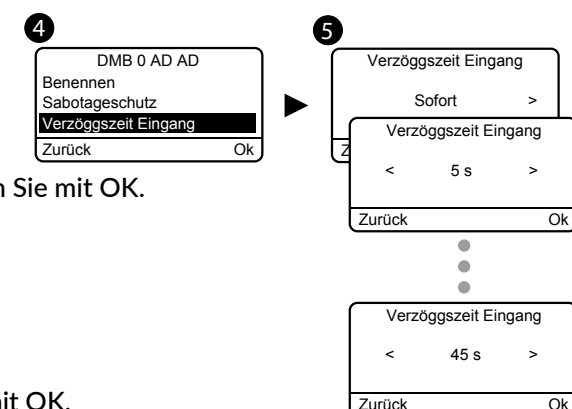 4
DMB 0 AD AD
Benennen
Sabotageschutz
Verzöggszeit Eingang
Zurück Ok
5
Verzöggszeit Eingang
Sofort >
Verzöggszeit Eingang
< 5 s >
Zurück Ok
Sie mit OK.
Verzöggszeit Eingang
< 45 s >
Zurück Ok
mit OK.